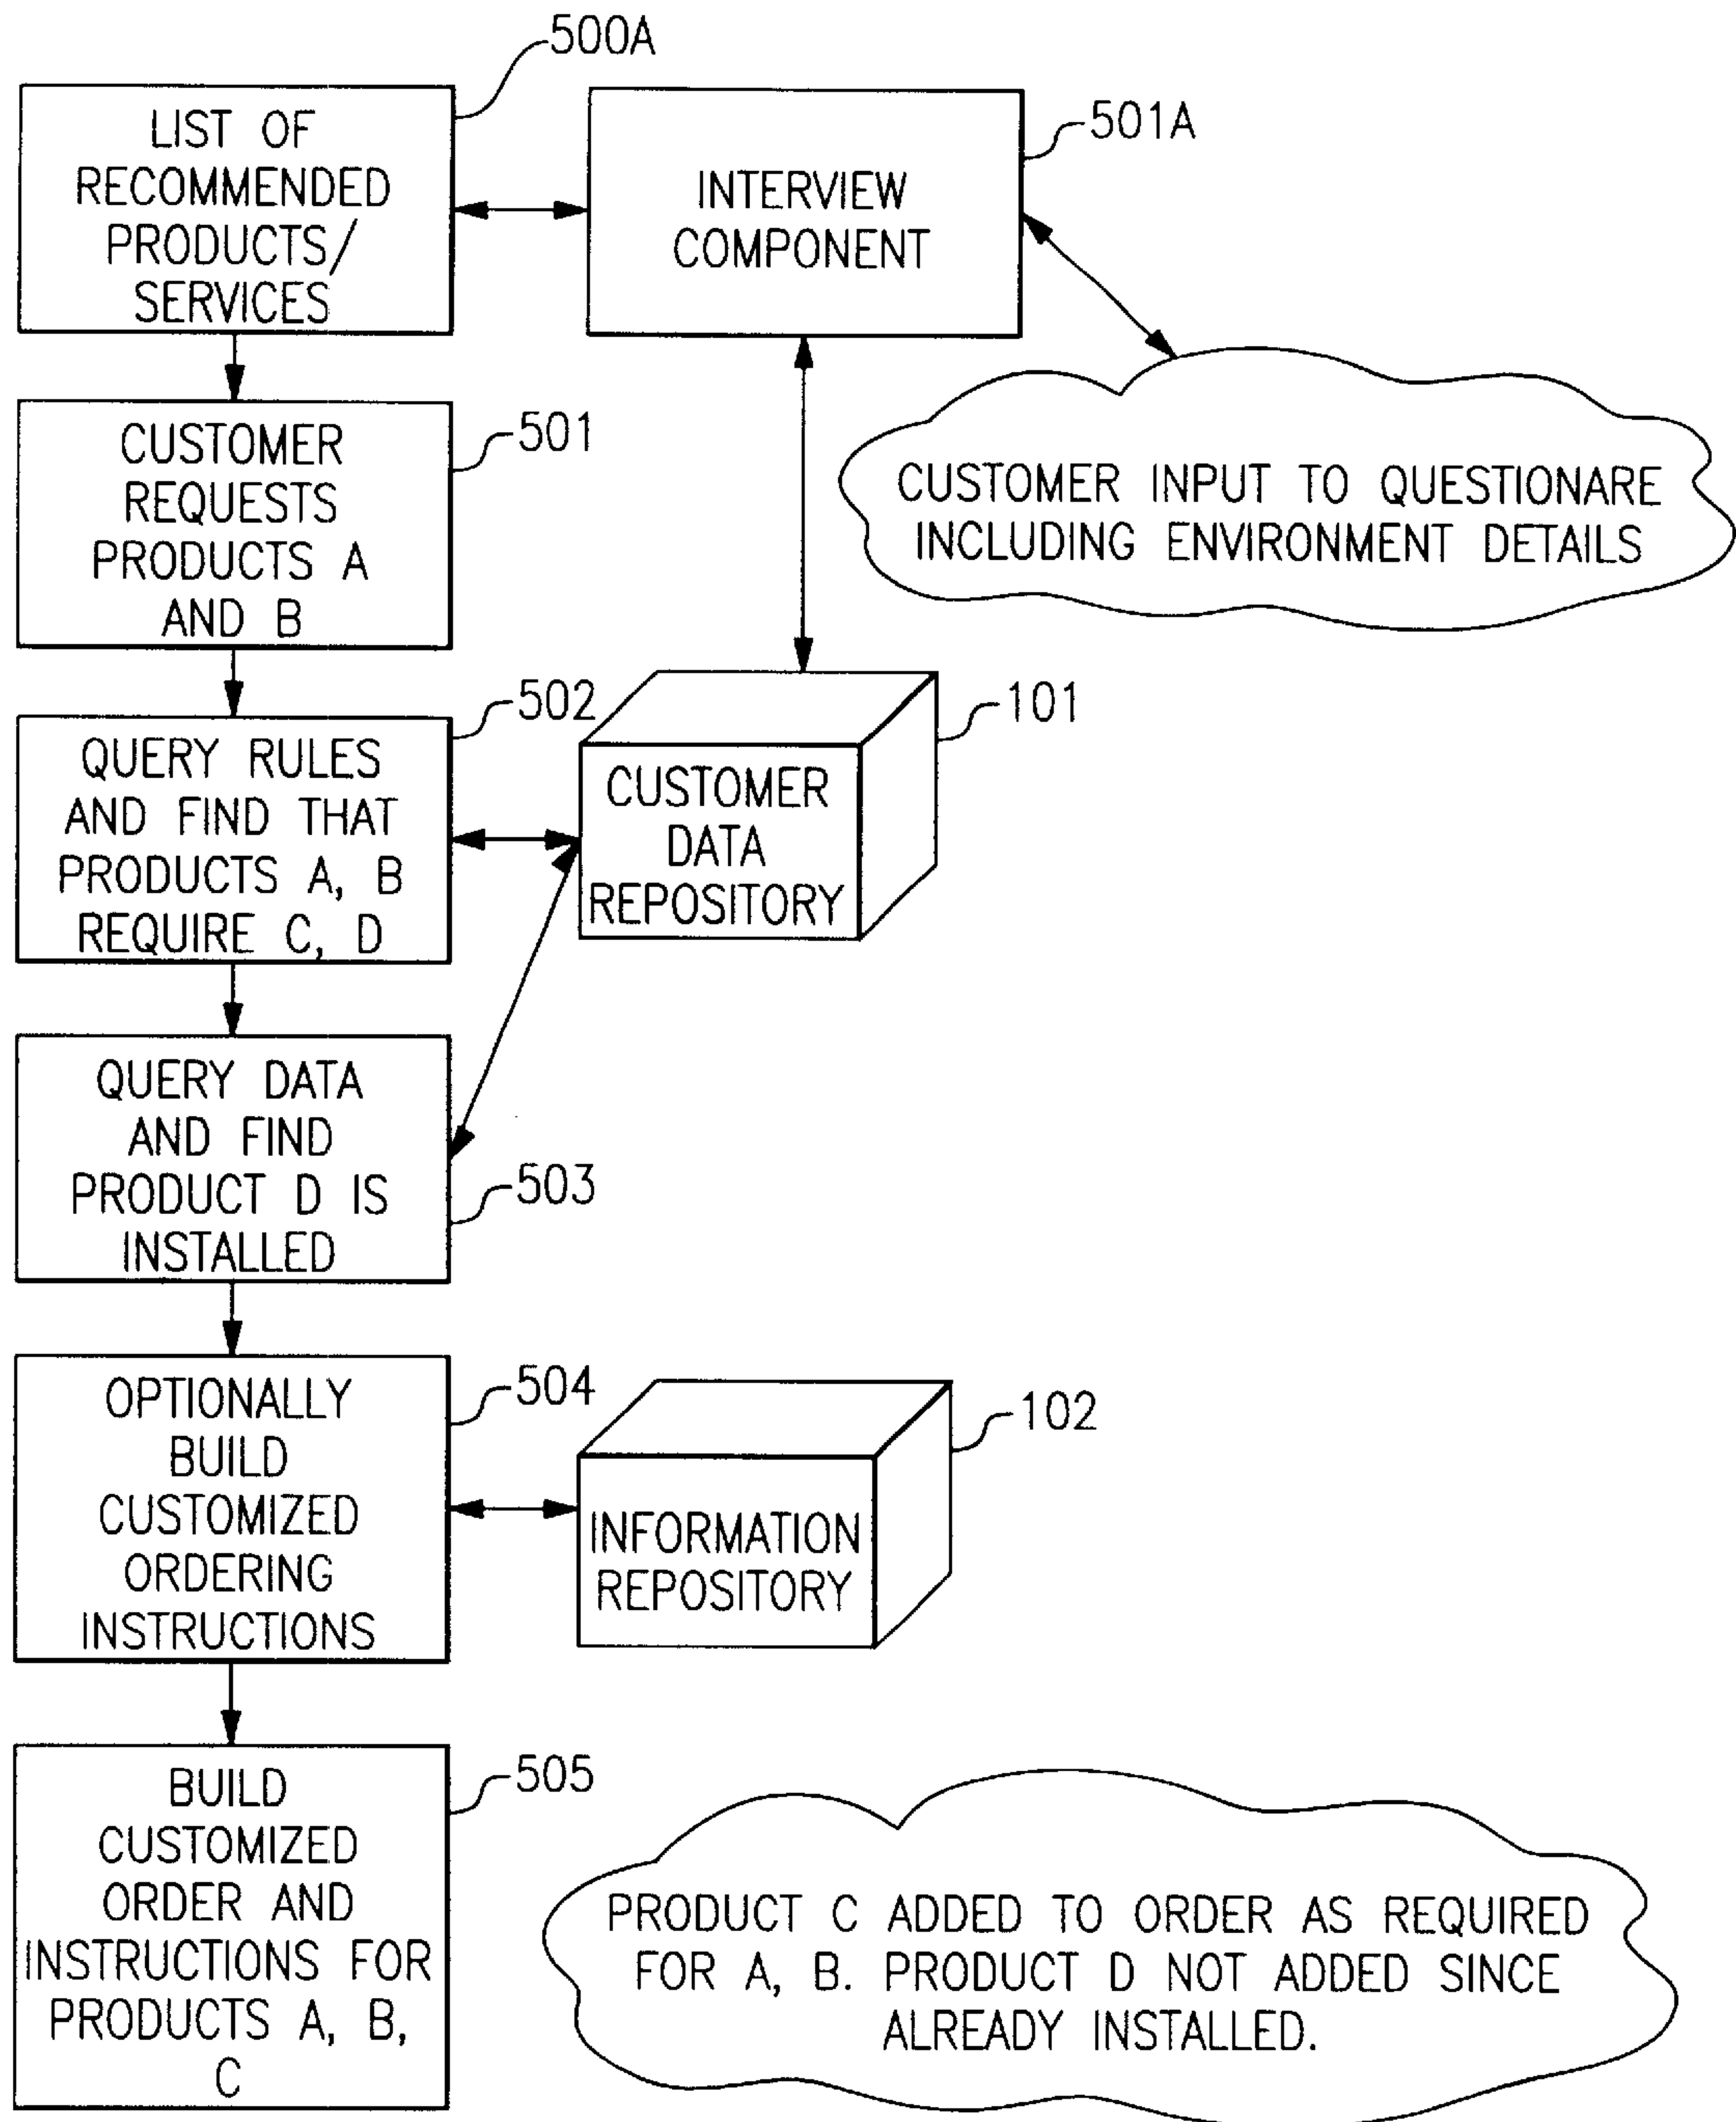 500A
LIST OF
RECOMMENDED
PRODUCTS/
SERVICES
INTERVIEW
COMPONENT
501A
CUSTOMER
REQUESTS
PRODUCTS A
AND B
501
CUSTOMER INPUT TO QUESTIONARE
INCLUDING ENVIRONMENT DETAILS
QUERY RULES
AND FIND THAT
PRODUCTS A, B
REQUIRE C, D
502
CUSTOMER
DATA
REPOSITORY
101
QUERY DATA
AND FIND
PRODUCT D IS
INSTALLED
503
OPTIONALLY
BUILD
CUSTOMIZED
ORDERING
INSTRUCTIONS
504
INFORMATION
REPOSITORY
102
BUILD
CUSTOMIZED
ORDER AND
INSTRUCTIONS FOR
PRODUCTS A, B,
C
505
PRODUCT C ADDED TO ORDER AS REQUIRED
FOR A, B. PRODUCT D NOT ADDED SINCE
ALREADY INSTALLED.